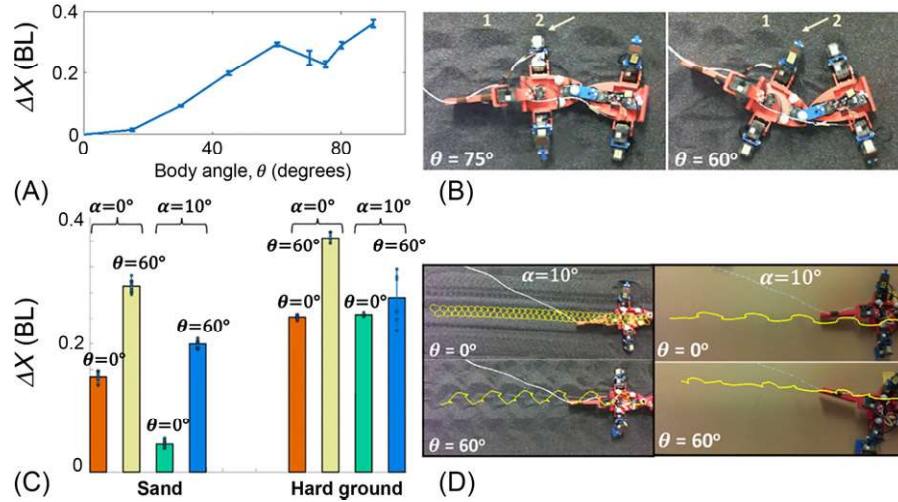 ΔX (BL)
0.4
0.2
0
0
40
80
Body angle, θ (degrees)
(A)
1
2
θ = 75°
1
2
θ = 60°
(B)
ΔX (BL)
0.4
0.2
0
α=0°
α=10°
θ=0°
θ=60°
θ=0°
θ=60°
Sand
α=0°
α=10°
θ=0°
θ=60°
θ=0°
θ=60°
Hard ground
(C)
α=10°
θ = 0°
θ = 60°
α=10°
θ = 0°
θ = 60°
(D)